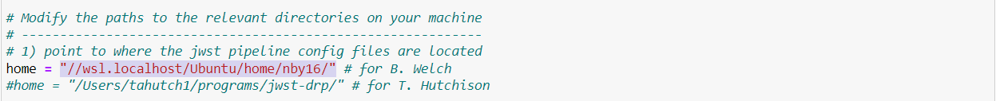 # Modify the paths to the relevant directories on your machine
# ------------------------------------------------------------
# 1) point to where the jwst pipeline config files are located
home = "//wsl.localhost/Ubuntu/home/nby16/" # for B. Welch
#home = "/Users/tahutch1/programs/jwst-drp/" # for T. Hutchison